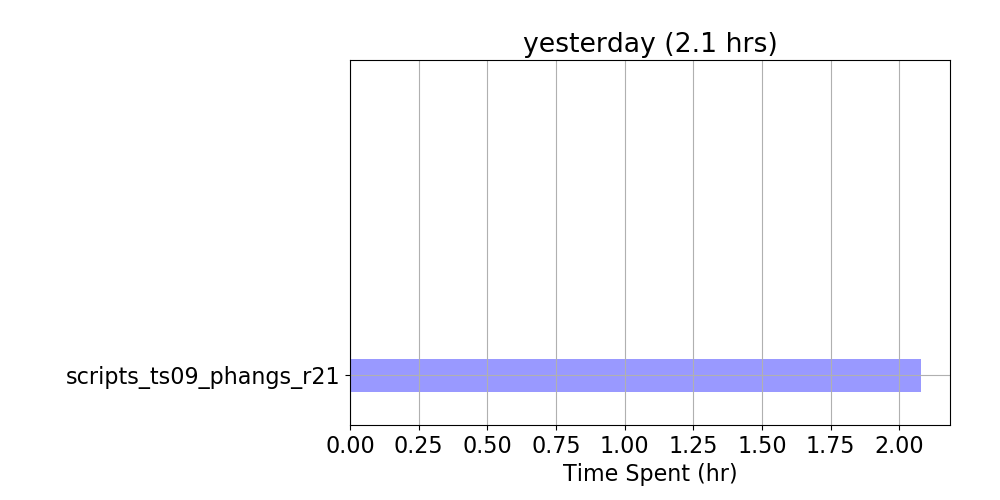 yesterday (2.1 hrs)
scripts_ts09_phangs_r21
0.00 0.25 0.50 0.75 1.00 1.25 1.50 1.75 2.00
Time Spent (hr)